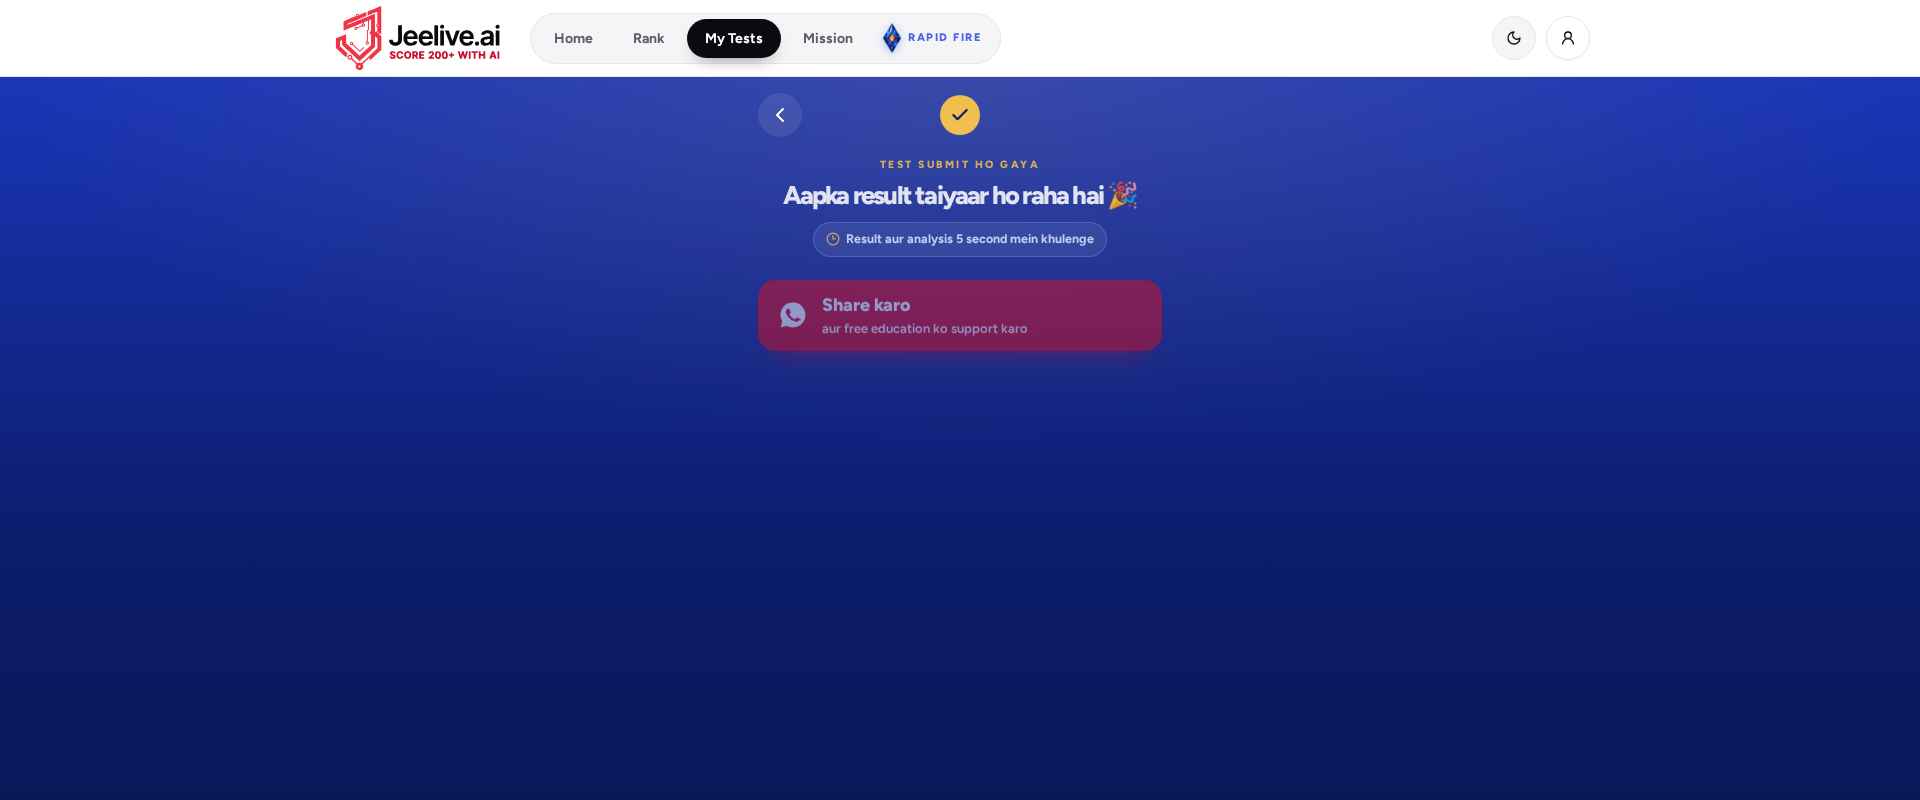 Jeelive.ai
SCORE 200+ WITH AI
Home
Rank
My Tests
Mission
RAPID FIRE
TEST SUBMIT HO GAYA
Aapka result taiyaar ho raha hai 🎉
Result aur analysis 5 second mein khulenge
Share karo
aur free education ko support karo